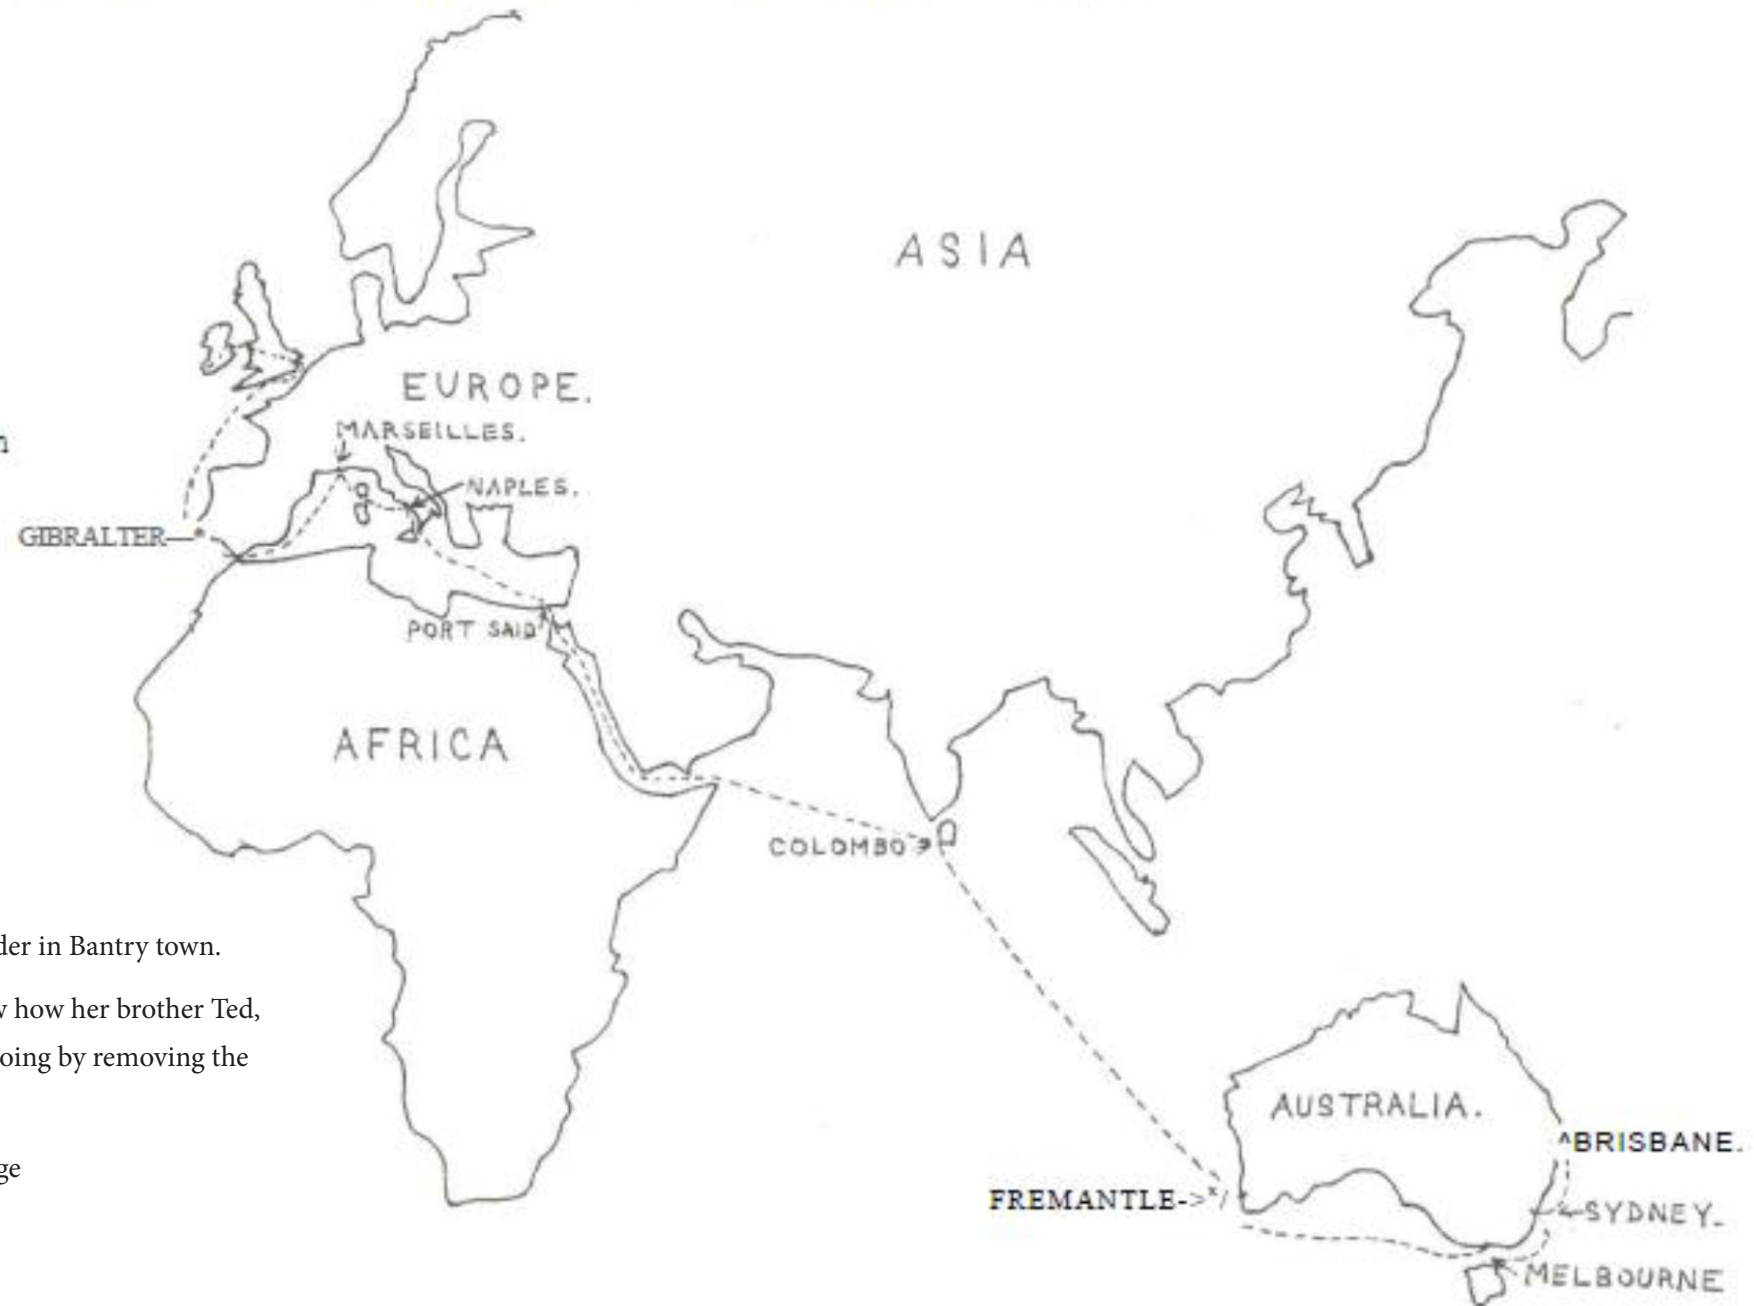 ASIA
EUROPE.
MARSEILLES.
NAPLES.
GIBRALTER
PORT SAID
AFRICA
COLOMBO
der in Bantry town.
how her brother Ted,
oing by removing the
ge
AUSTRALIA.
^BRISBANE.
FREMANTLE->
SYDNEY.
MELBOURNE